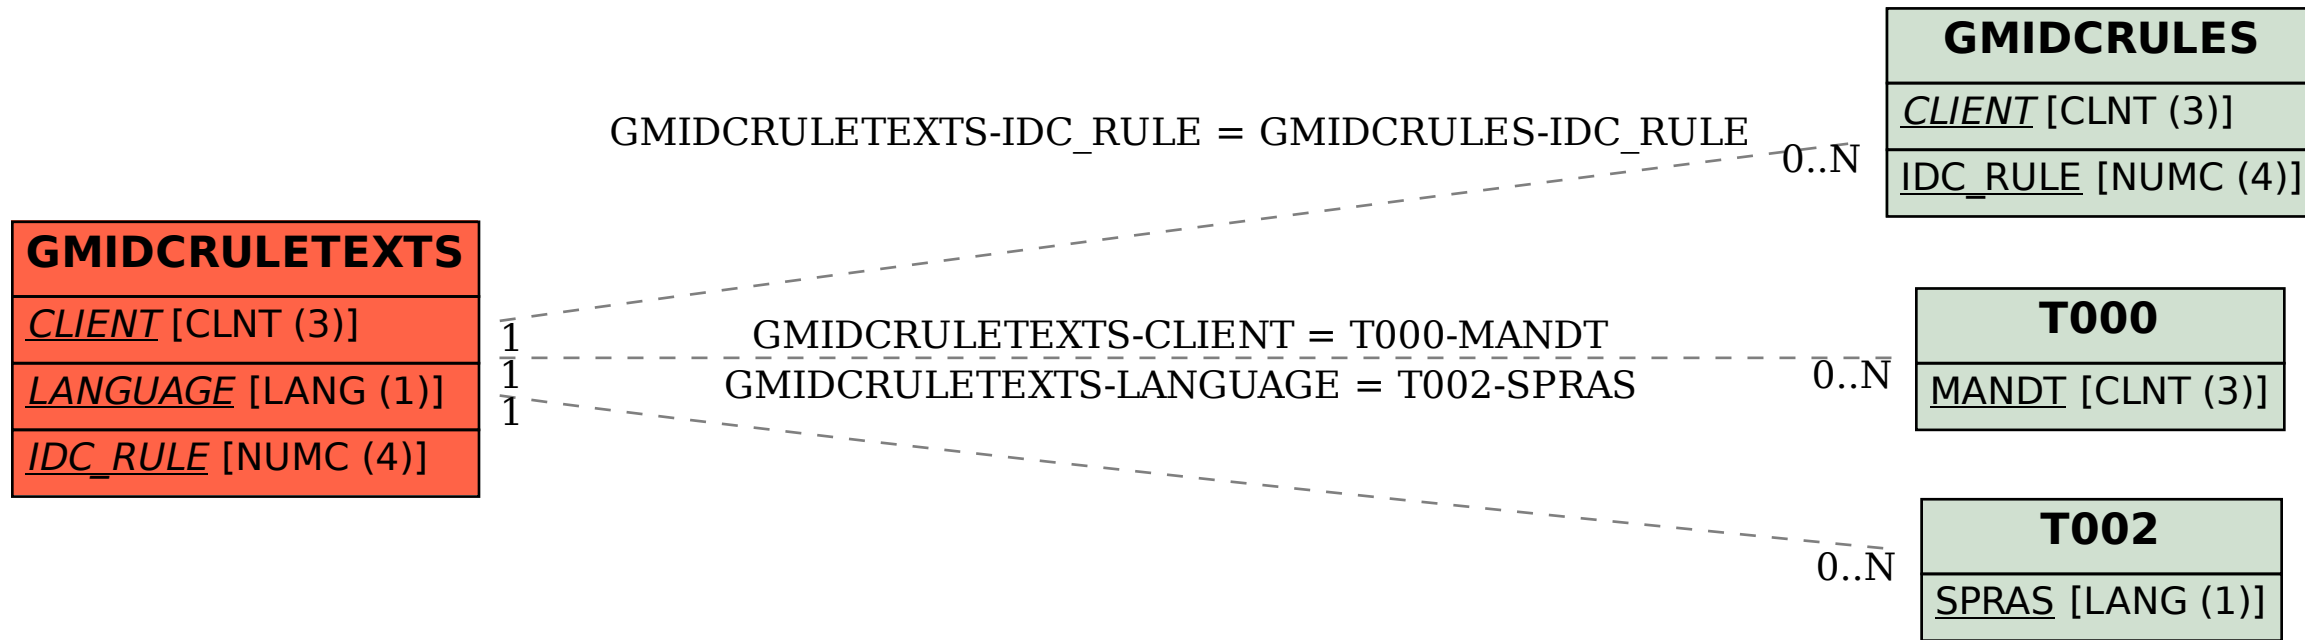 GMIDCRULES
CLIENT [CLNT (3)]
IDC_RULE [NUMC (4)]
GMIDCRULETEXTS-IDC_RULE = GMIDCRULES-IDC_RULE
0..N
GMIDCRULETEXTS
CLIENT [CLNT (3)]
LANGUAGE [LANG (1)]
IDC_RULE [NUMC (4)]
1
1
1
GMIDCRULETEXTS-CLIENT = T000-MANDT
GMIDCRULETEXTS-LANGUAGE = T002-SPRAS
0..N
T000
MANDT [CLNT (3)]
0..N
T002
SPRAS [LANG (1)]